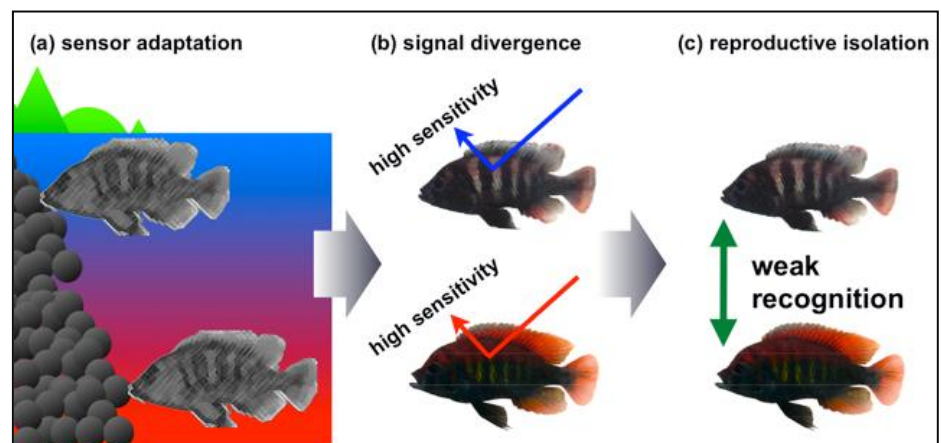 (a) sensor adaptation
(b) signal divergence
(c) reproductive isolation
high sensitivity
high sensitivity
weak
recognition